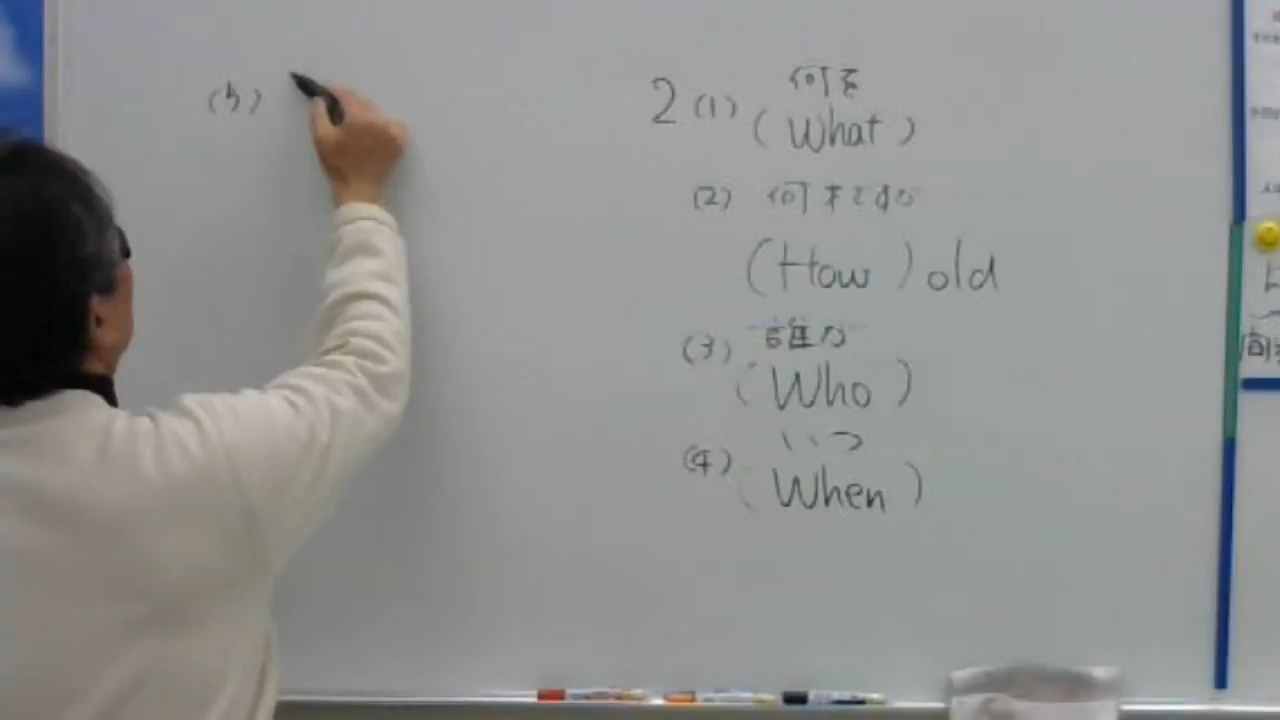 (5)
2 (1) 何を
( What )
(2) 何才ですか
( How ) old
(3) 誰が
( Who )
(4) いつ
( When )